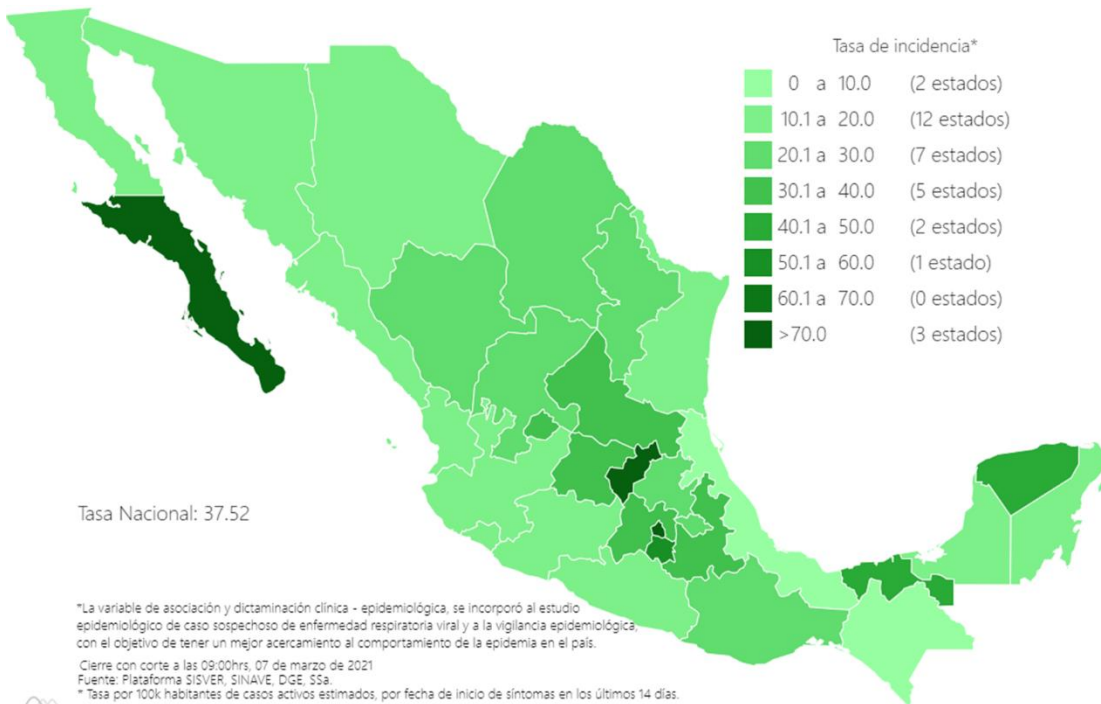 Tasa de incidencia*
0 a 10.0 (2 estados)
10.1 a 20.0 (12 estados)
20.1 a 30.0 (7 estados)
30.1 a 40.0 (5 estados)
40.1 a 50.0 (2 estados)
50.1 a 60.0 (1 estado)
60.1 a 70.0 (0 estados)
>70.0 (3 estados)
Tasa Nacional: 37.52
*La variable de asociación y dictaminación clínica - epidemiológica, se incorporó al estudio
epidemiológico de caso sospechoso de enfermedad respiratoria viral y a la vigilancia epidemiológica,
con el objetivo de tener un mejor acercamiento al comportamiento de la epidemia en el país.
Cierre con corte a las 09:00hrs, 07 de marzo de 2021
Fuente: Plataforma SISVER, SINAVE, DGE, SSa.
* Tasa por 100k habitantes de casos activos estimados, por fecha de inicio de síntomas en los últimos 14 días.